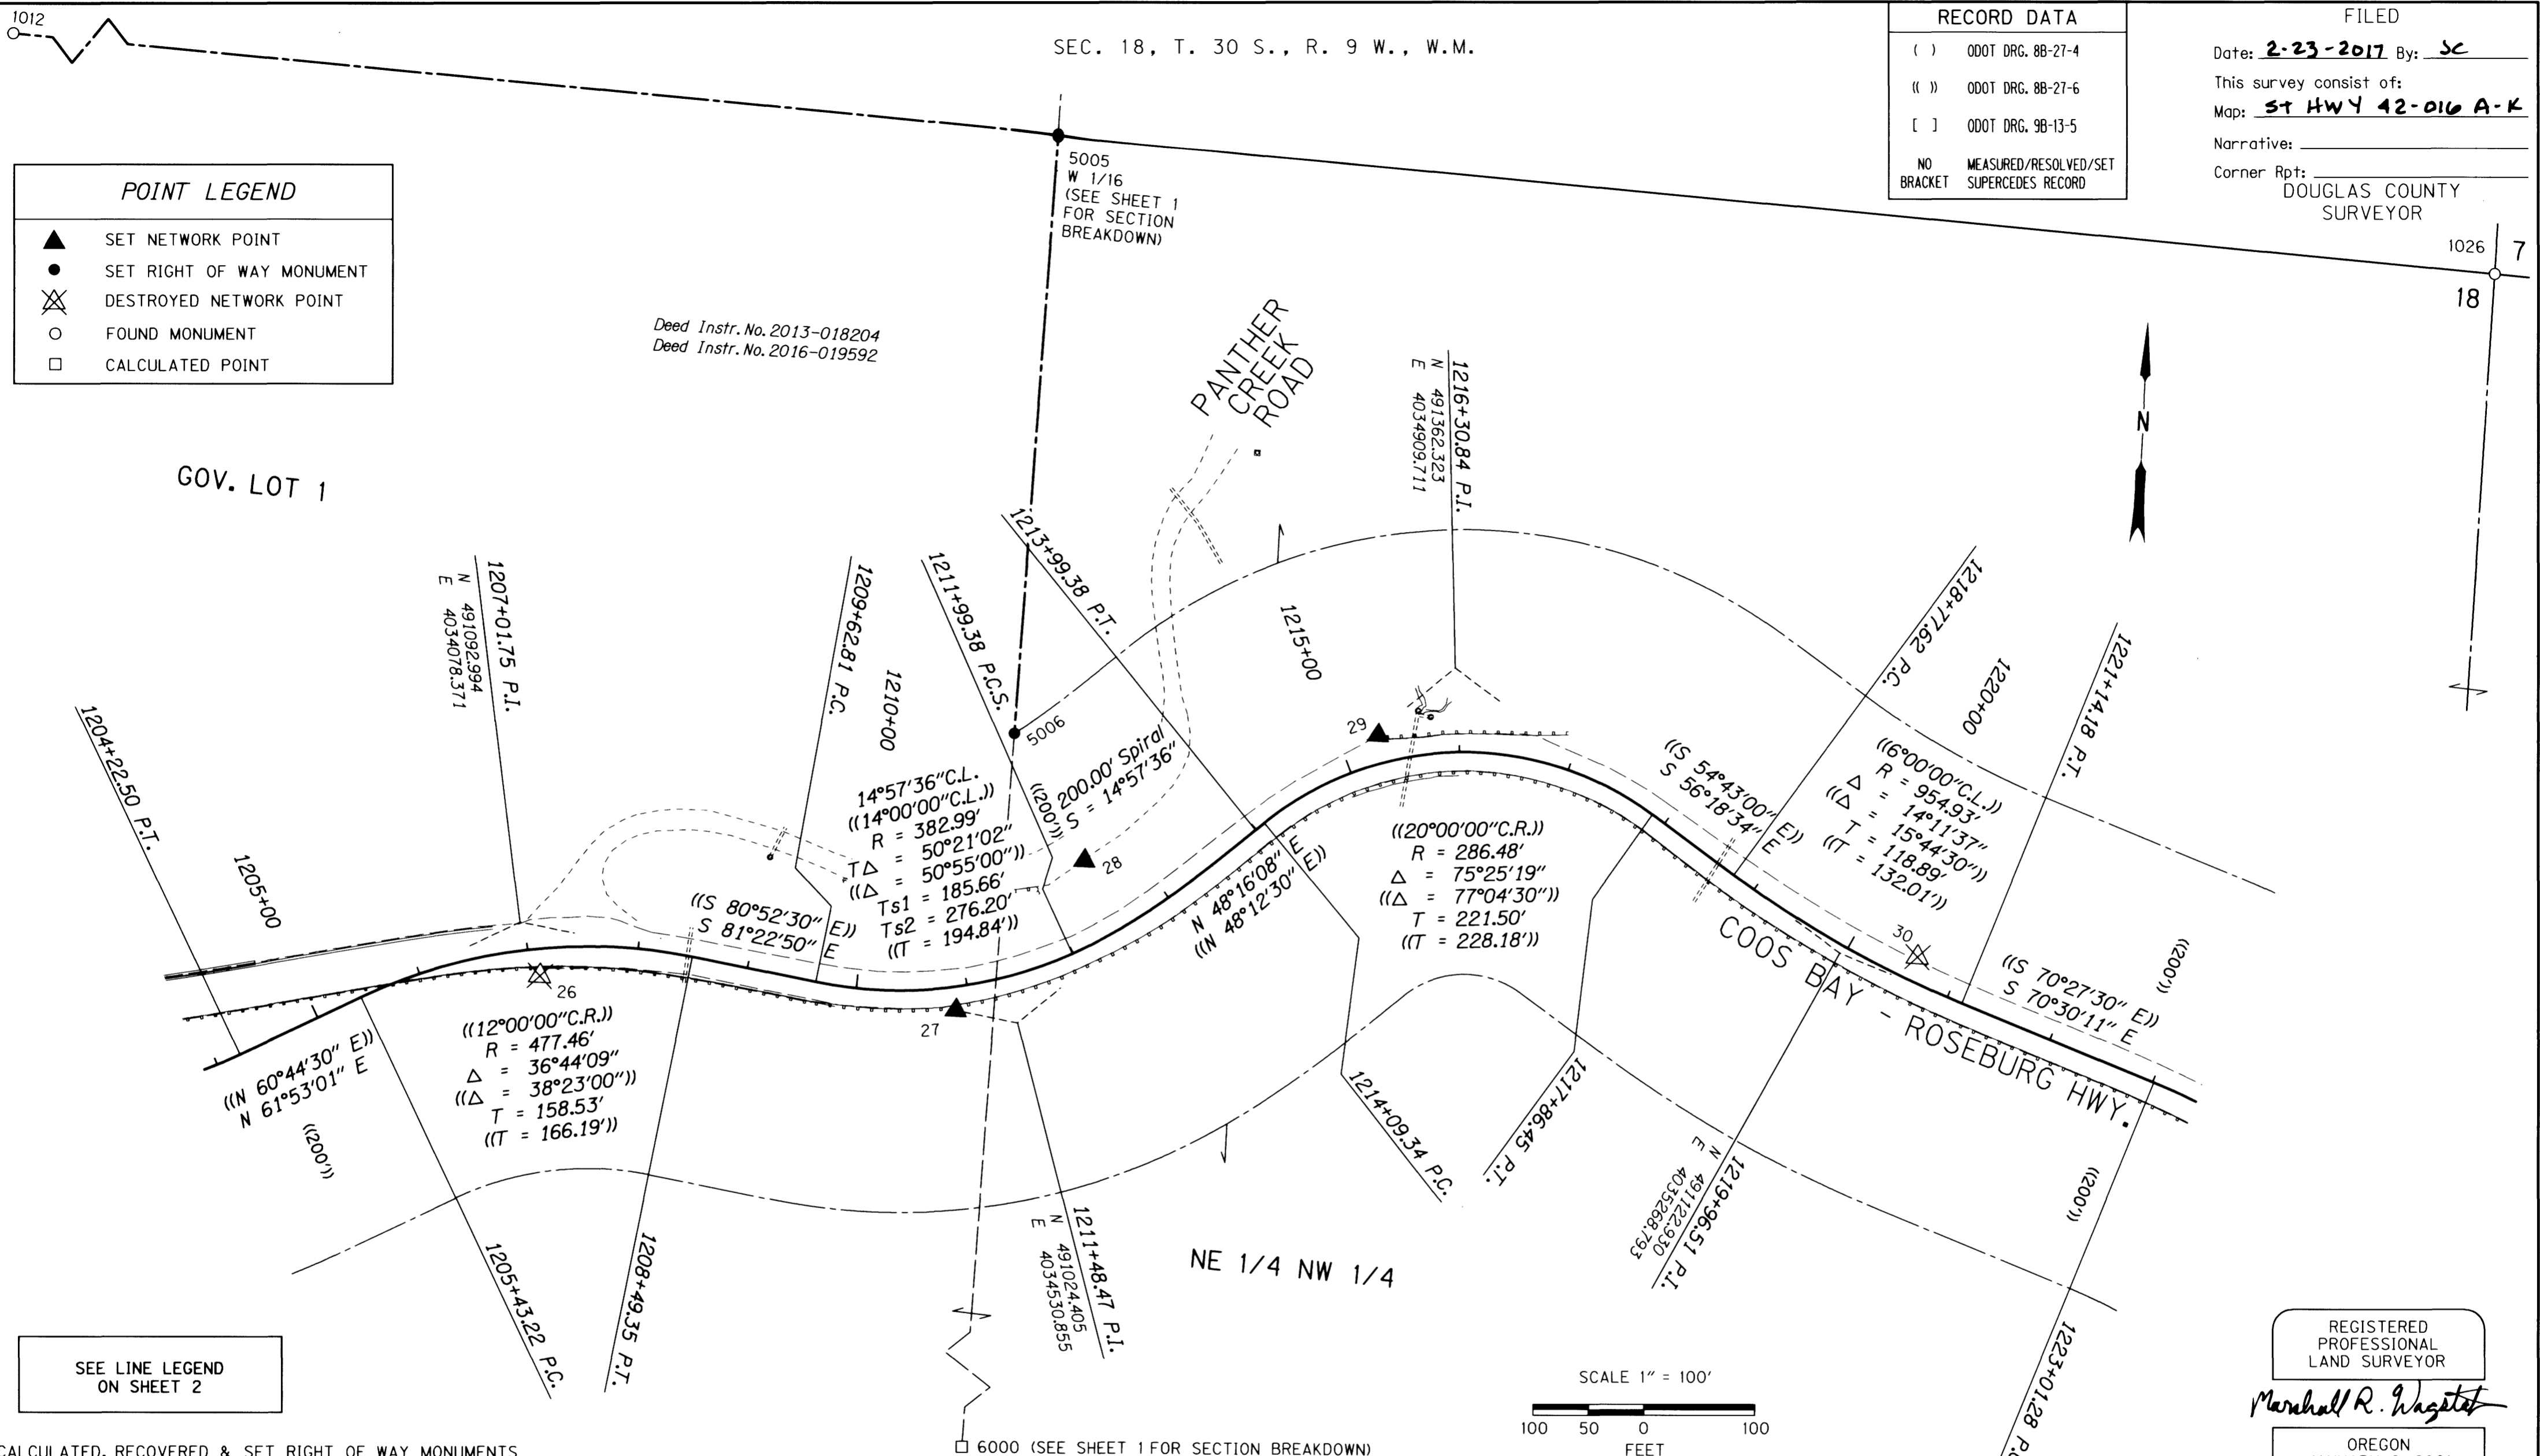 1012
SEC. 18, T. 30 S., R. 9 W., W.M.
RECORD DATA
( ) ODOT DRG. 8B-27-4
(( )) ODOT DRG. 8B-27-6
[ ] ODOT DRG. 9B-13-5
NO BRACKET MEASURED/RESOLVED/SET SUPERCEDES RECORD
FILED
Date: 2-23-2017 By: SC
This survey consist of:
Map: ST HWY 42-016 A-K
Narrative:
Corner Rpt:
DOUGLAS COUNTY
SURVEYOR
1026
7
18
POINT LEGEND
SET NETWORK POINT
SET RIGHT OF WAY MONUMENT
DESTROYED NETWORK POINT
FOUND MONUMENT
CALCULATED POINT
5005
W 1/16
(SEE SHEET 1
FOR SECTION
BREAKDOWN)
Deed Instr. No. 2013-018204
Deed Instr. No. 2016-019592
PANTHER
CREEK
ROAD
1216+30.84 P.I.
N 491362.323
E 4034909.711
N
GOV. LOT 1
1204+22.50 P.T.
1205+00
1207+01.75 P.I.
N 491092.994
E 4034078.371
1209+62.81 P.C.
1210+00
1211+99.38 P.C.S.
1213+99.38 P.T.
1215+00
1218+77.62 P.C.
1220+00
1221+14.18 P.T.
5006
14°57'36"C.L.
((14°00'00"C.L.))
R = 382.99'
T△ = 50°21'02"
((△ = 50°55'00"))
Ts1 = 185.66'
Ts2 = 276.20'
((T = 194.84'))
((200'))
200.00' Spiral
S = 14°57'36"
28
29
((S 80°52'30" E))
S 81°22'50" E
26
27
((N 60°44'30" E))
N 61°53'01" E
((200'))
((12°00'00"C.R.))
R = 477.46'
△ = 36°44'09"
((△ = 38°23'00"))
T = 158.53'
((T = 166.19'))
N 48°16'08" E
((N 48°12'30" E))
((20°00'00"C.R.))
R = 286.48'
△ = 75°25'19"
((△ = 77°04'30"))
T = 221.50'
((T = 228.18'))
((S 54°43'00" E))
S 56°18'34" E
((6°00'00"C.L.))
R = 954.93'
△ = 14°11'37"
((△ = 15°44'30"))
T = 118.89'
((T = 132.01'))
30
COOS BAY - ROSEBURG HWY.
((S 70°27'30" E))
S 70°30'11" E
((200'))
((200'))
1205+43.22 P.C.
1208+49.35 P.T.
1211+48.47 P.I.
N 491024.405
E 4034530.855
1214+09.34 P.C.
1217+86.45 P.T.
1219+96.51 P.I.
N 491122.930
E 4035268.793
1223+01.28 P.
NE 1/4 NW 1/4
SEE LINE LEGEND
ON SHEET 2
SCALE 1" = 100'
100 50 0 100
FEET
REGISTERED
PROFESSIONAL
LAND SURVEYOR
Marshall R. Wagstaff
OREGON
CALCULATED, RECOVERED & SET RIGHT OF WAY MONUMENTS
6000 (SEE SHEET 1 FOR SECTION BREAKDOWN)